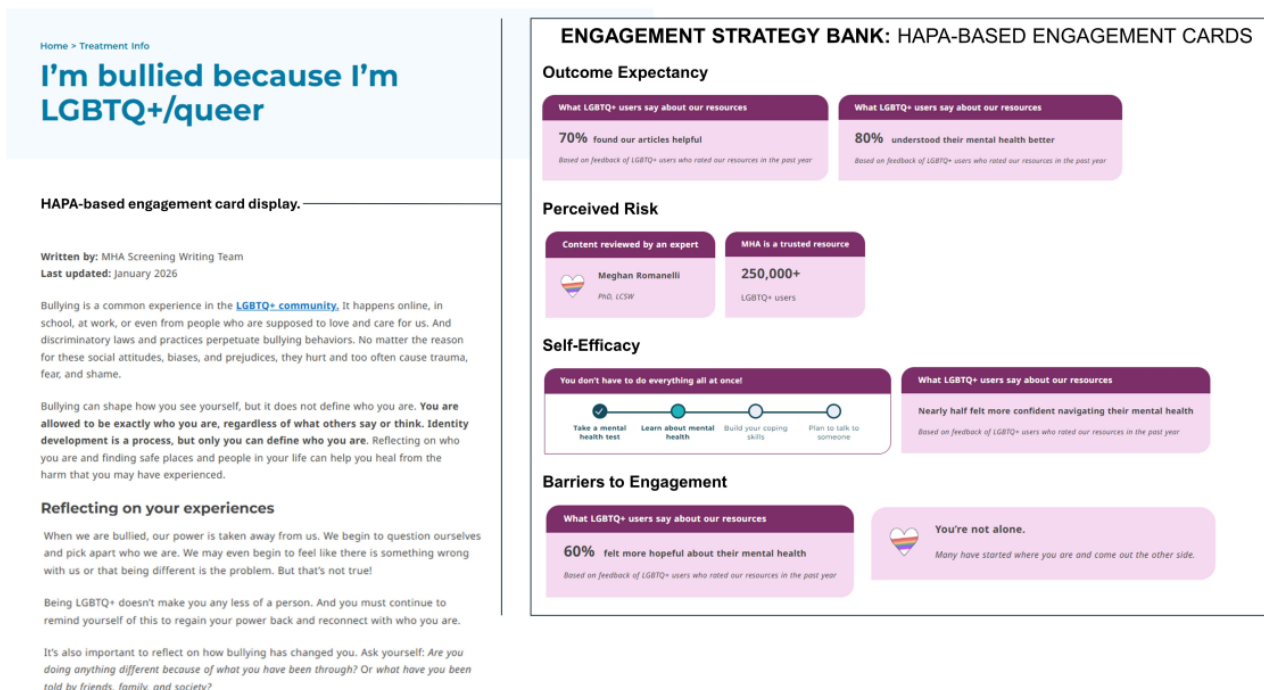 Home > Treatment Info
I'm bullied because I'm
LGBTQ+/queer
HAPA-based engagement card display.
Written by: MHA Screening Writing Team
Last updated: January 2026
Bullying is a common experience in the LGBTQ+ community. It happens online, in
school, at work, or even from people who are supposed to love and care for us. And
discriminatory laws and practices perpetuate bullying behaviors. No matter the reason
for these social attitudes, biases, and prejudices, they hurt and too often cause trauma,
fear, and shame.
Bullying can shape how you see yourself, but it does not define who you are. You are
allowed to be exactly who you are, regardless of what others say or think. Identity
development is a process, but only you can define who you are. Reflecting on who
you are and finding safe places and people in your life can help you heal from the
harm that you may have experienced.
Reflecting on your experiences
When we are bullied, our power is taken away from us. We begin to question ourselves
and pick apart who we are. We may even begin to feel like there is something wrong
with us or that being different is the problem. But that's not true!
Being LGBTQ+ doesn't make you any less of a person. And you must continue to
remind yourself of this to regain your power back and reconnect with who you are.
It's also important to reflect on how bullying has changed you. Ask yourself: Are you
doing anything different because of what you have been through? Or what have you been
told by friends, family, and society?
ENGAGEMENT STRATEGY BANK: HAPA-BASED ENGAGEMENT CARDS
Outcome Expectancy
What LGBTQ+ users say about our resources
70% found our articles helpful
Based on feedback of LGBTQ+ users who rated our resources in the past year
What LGBTQ+ users say about our resources
80% understood their mental health better
Based on feedback of LGBTQ+ users who rated our resources in the past year
Perceived Risk
Content reviewed by an expert
Meghan Romanelli
PhD, LCSW
MHA is a trusted resource
250,000+
LGBTQ+ users
Self-Efficacy
You don't have to do everything all at once!
Take a mental
health test
Learn about mental
health
Build your coping
skills
Plan to talk to
someone
What LGBTQ+ users say about our resources
Nearly half felt more confident navigating their mental health
Based on feedback of LGBTQ+ users who rated our resources in the past year
Barriers to Engagement
What LGBTQ+ users say about our resources
60% felt more hopeful about their mental health
Based on feedback of LGBTQ+ users who rated our resources in the past year
You're not alone.
Many have started where you are and come out the other side.